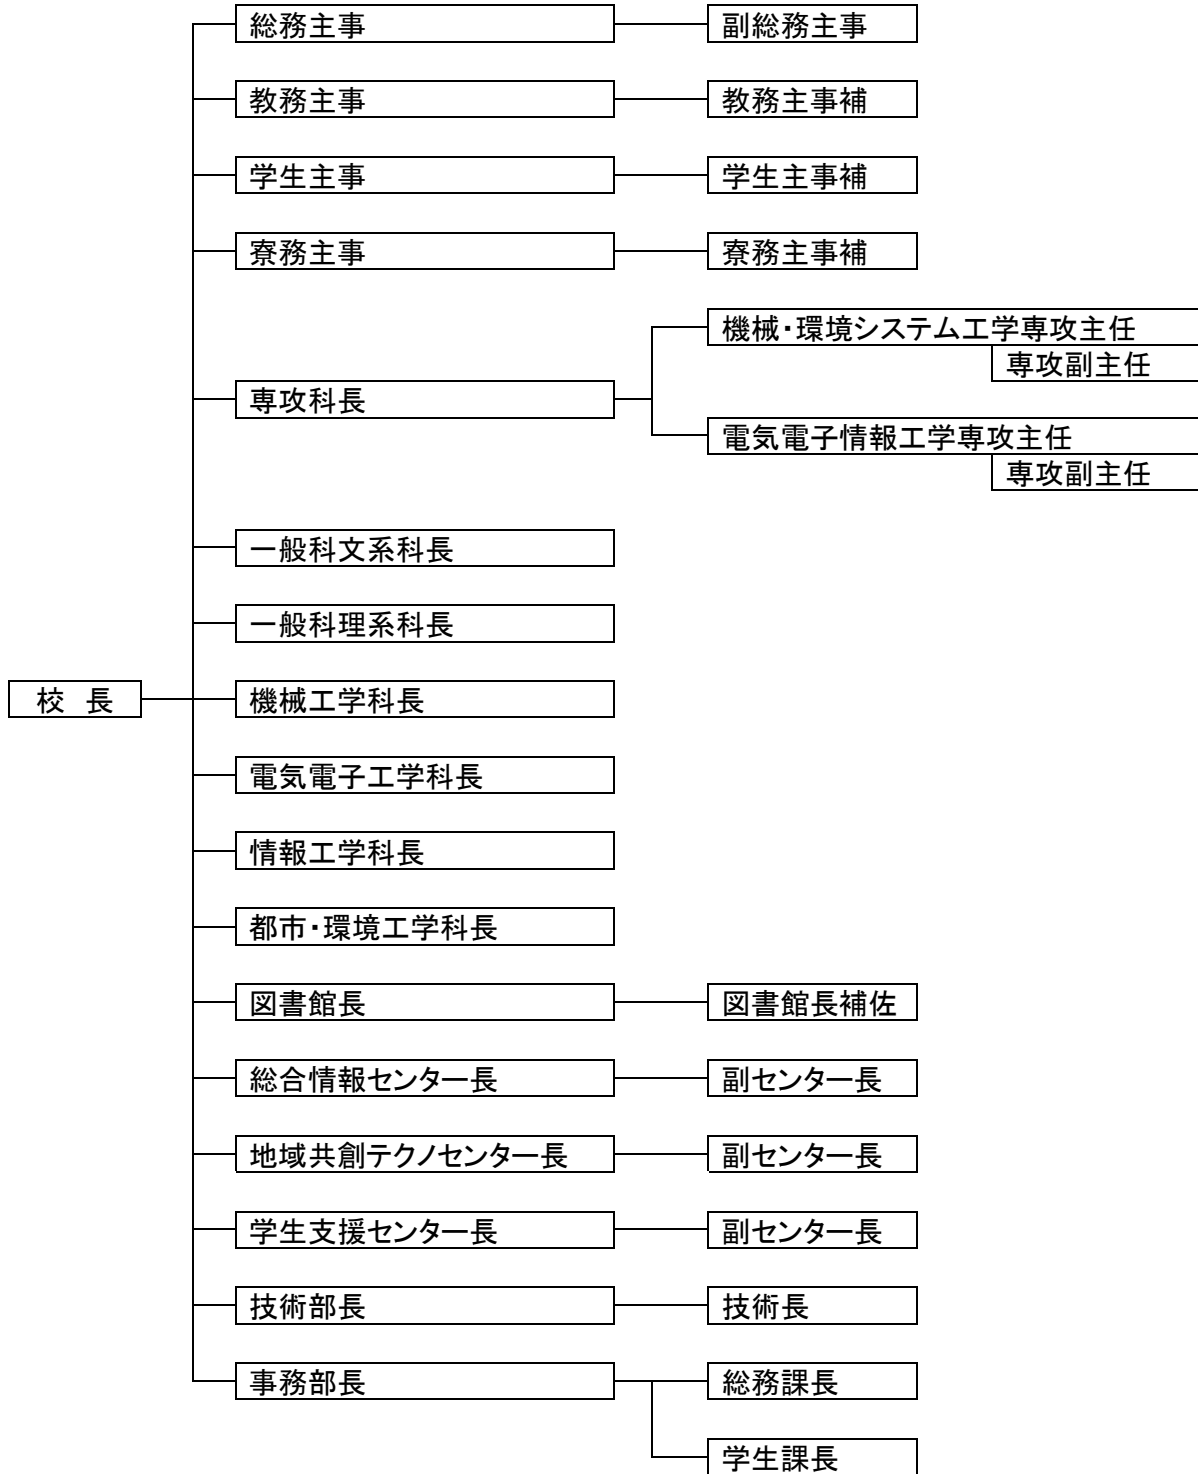 総務主事
副総務主事
教務主事
教務主事補
学生主事
学生主事補
寮務主事
寮務主事補
機械・環境システム工学専攻主任
専攻副主任
専攻科長
電気電子情報工学専攻主任
専攻副主任
一般科文系科長
一般科理系科長
校 長
機械工学科長
電気電子工学科長
情報工学科長
都市・環境工学科長
図書館長
図書館長補佐
総合情報センター長
副センター長
地域共創テクノセンター長
副センター長
学生支援センター長
副センター長
技術部長
技術長
事務部長
総務課長
学生課長